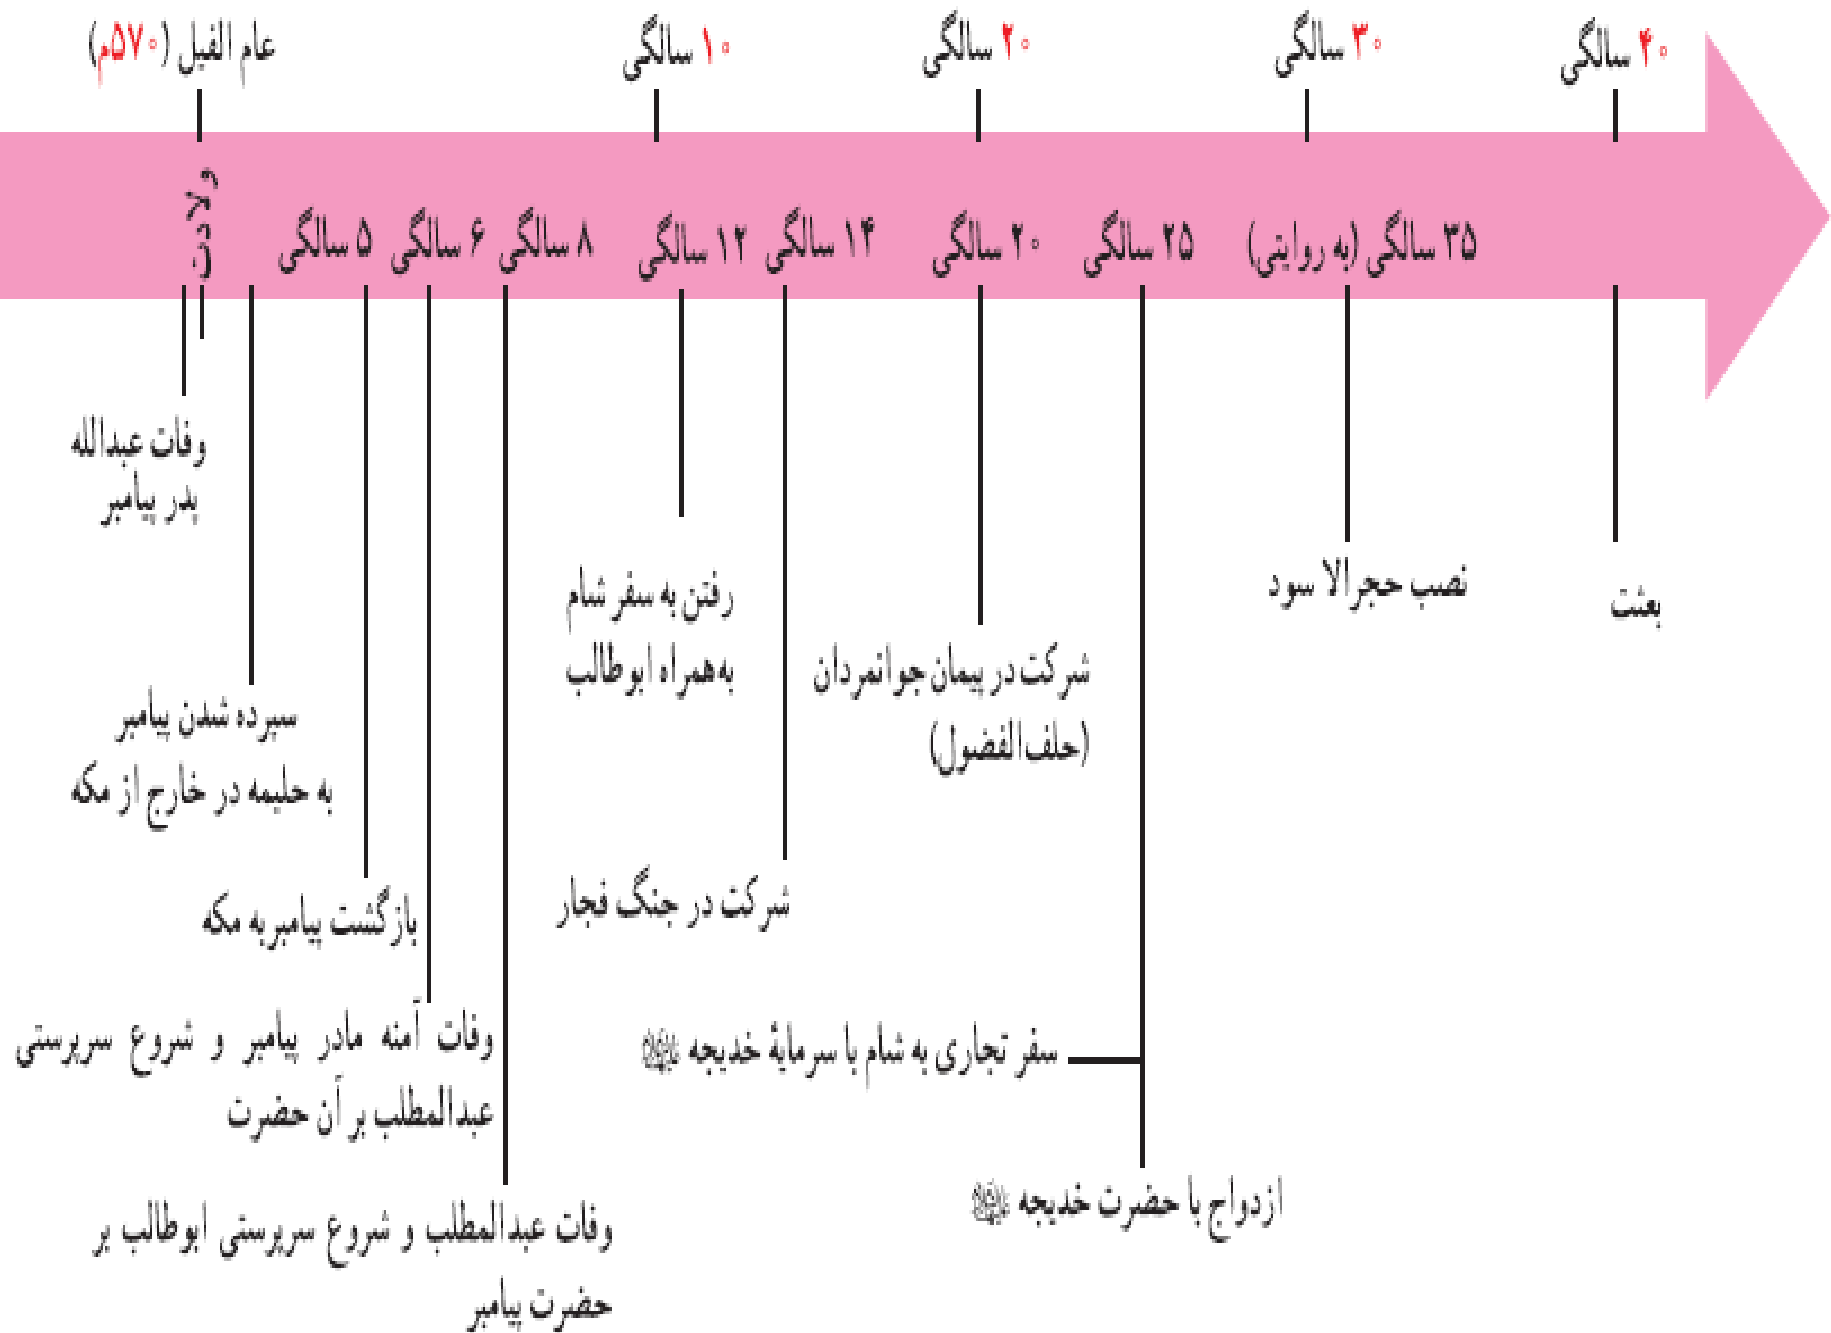 عام الفیل (۵۷۰م)
۱۰ سالگی
۲۰ سالگی
۳۰ سالگی
۴۰ سالگی
ولادت
۵ سالگی
۶ سالگی
۸ سالگی
۱۲ سالگی
۱۴ سالگی
۲۰ سالگی
۲۵ سالگی
۳۵ سالگی (به روایتی)
وفات عبدالله
پدر پیامبر
سپرده شدن پیامبر
به حلیمه در خارج از مکه
بازگشت پیامبر به مکه
وفات آمنه مادر پیامبر و شروع سرپرستی
عبدالمطلب بر آن حضرت
وفات عبدالمطلب و شروع سرپرستی ابوطالب بر
حضرت پیامبر
رفتن به سفر شام
به همراه ابوطالب
شرکت در جنگ فجار
شرکت در پیمان جوانمردان
(حلف الفضول)
سفر تجاری به شام با سرمایهٔ خدیجه
ازدواج با حضرت خدیجه
نصب حجرالا سود
بعثت